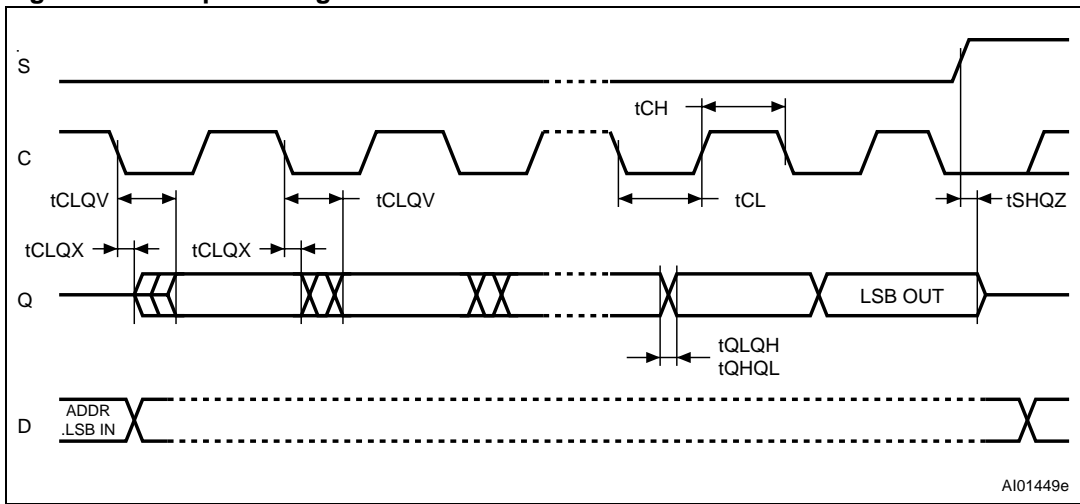 S
tCH
C
tCLQV
tCLQV
tCL
tSHQZ
tCLQX
tCLQX
Q
LSB OUT
tQLQH
tQHQL
ADDR
.LSB IN
D
AI01449e